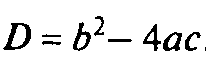 D = b² − 4ac.